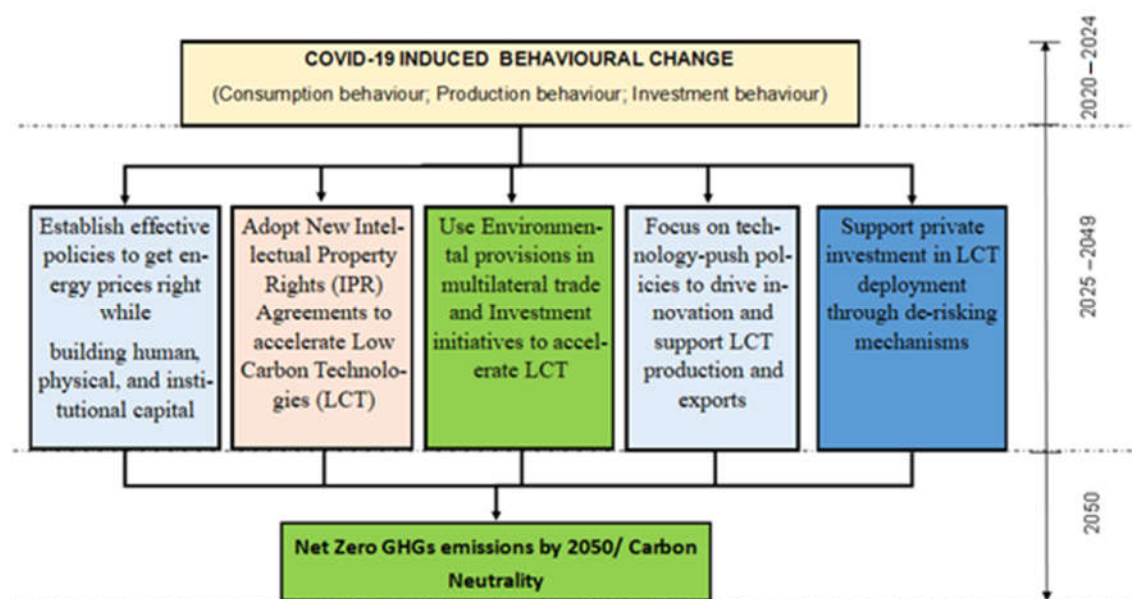 COVID-19 INDUCED BEHAVIOURAL CHANGE
(Consumption behaviour; Production behaviour; Investment behaviour)
2020–2024
Establish effective
policies to get en-
ergy prices right
while
building human,
physical, and insti-
tutional capital
Adopt New Intel-
lectual Property
Rights (IPR)
Agreements to
accelerate Low
Carbon Technolo-
gies (LCT)
Use Environmen-
tal provisions in
multilateral trade
and Investment
initiatives to accel-
erate LCT
Focus on tech-
nology-push pol-
icies to drive in-
novation and
support LCT
production and
exports
Support private
investment in LCT
deployment
through de-risking
mechanisms
2025 –2049
Net Zero GHGs emissions by 2050/ Carbon
Neutrality
2050